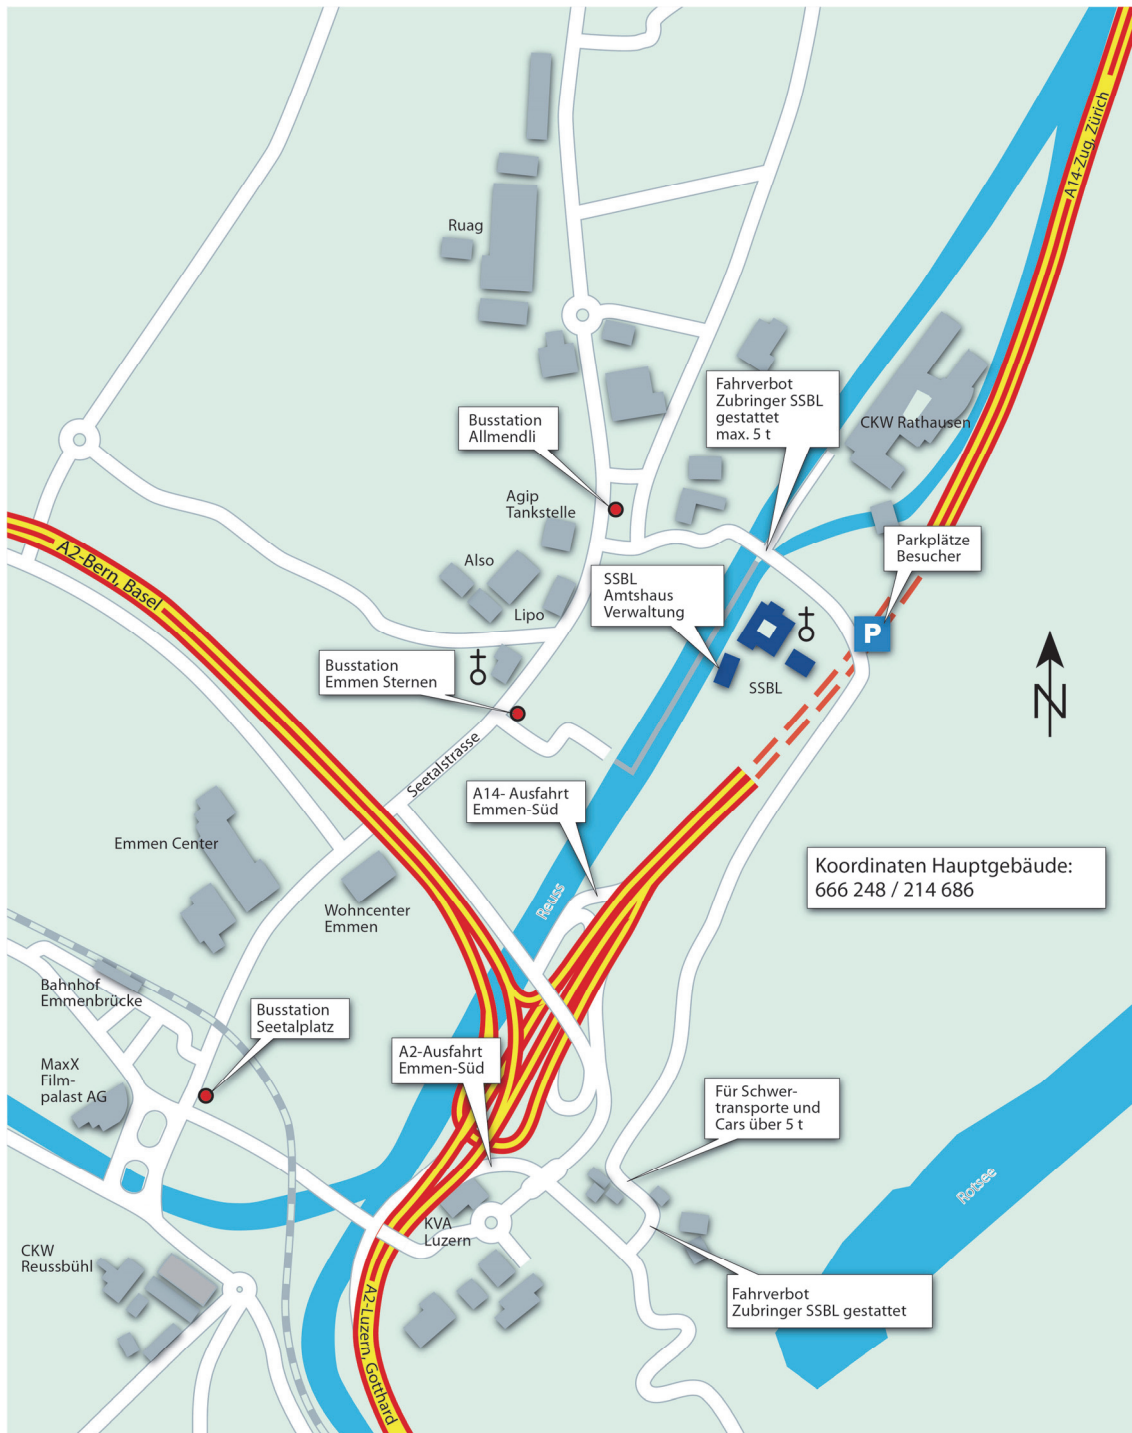 A14-Zug, Zürich
Ruag
Fahrverbot
Zubringer SSBL
gestattet
max. 5 t
CKW Rathausen
Busstation
Allmendli
Agip
Tankstelle
Parkplätze
Besucher
A2-Bern, Basel
Also
Lipo
SSBL
Amtshaus
Verwaltung
P
Busstation
Emmen Sternen
SSBL
N
Seetalstrasse
A14- Ausfahrt
Emmen-Süd
Emmen Center
Koordinaten Hauptgebäude:
666 248 / 214 686
Reuss
Wohncenter
Emmen
Bahnhof
Emmenbrücke
Busstation
Seetalplatz
A2-Ausfahrt
Emmen-Süd
MaxX
Film-
palast AG
Für Schwer-
transporte und
Cars über 5 t
Rotsee
KVA
Luzern
CKW
Reussbühl
Fahrverbot
Zubringer SSBL gestattet
A2-Luzern, Gotthard